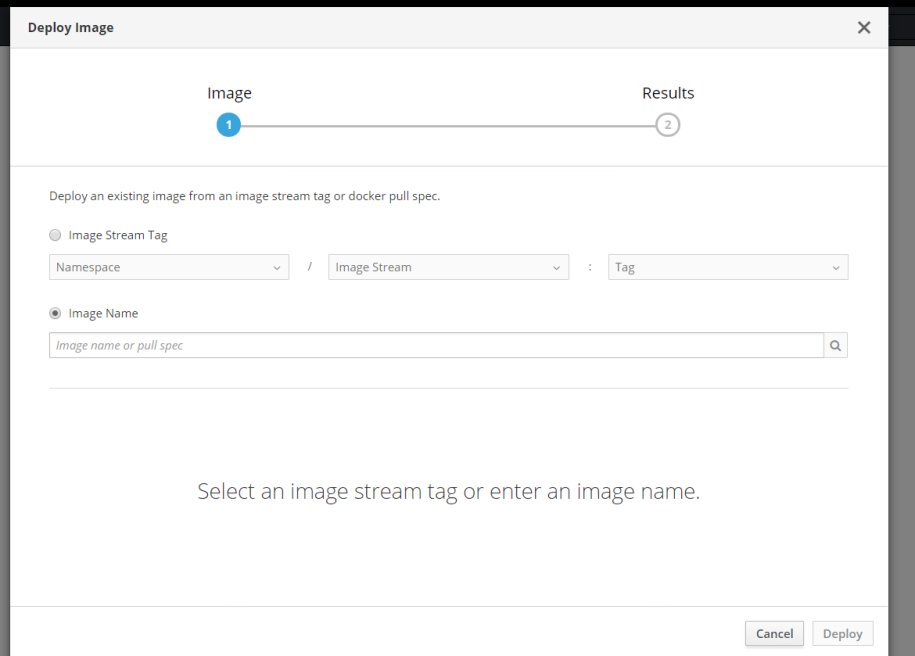 Deploy Image
Image Results
1 2
Deploy an existing image from an image stream tag or docker pull spec.
Image Stream Tag
Namespace / Image Stream : Tag
Image Name
Image name or pull spec
Select an image stream tag or enter an image name.
Cancel Deploy